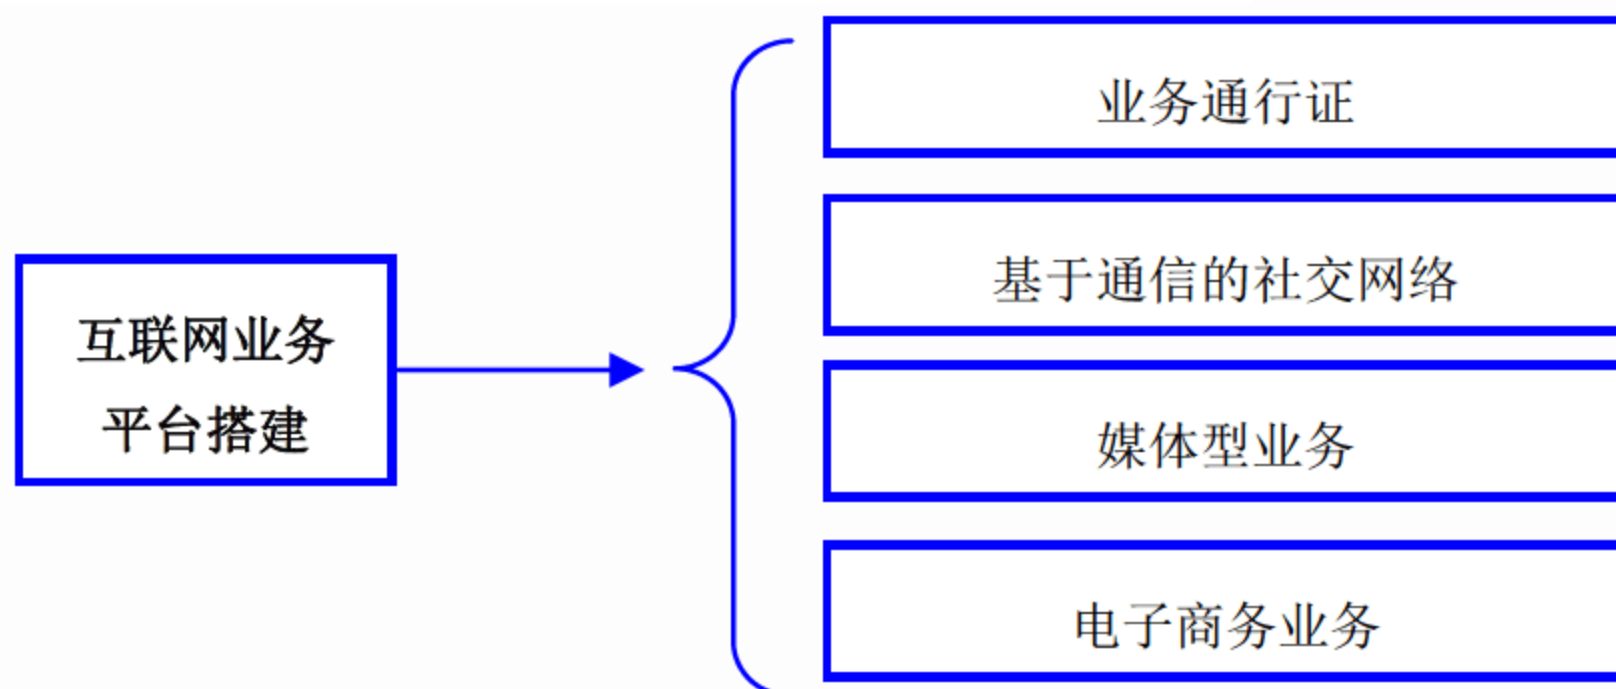 业务通行证
基于通信的社交网络
互联网业务
平台搭建
媒体型业务
电子商务业务